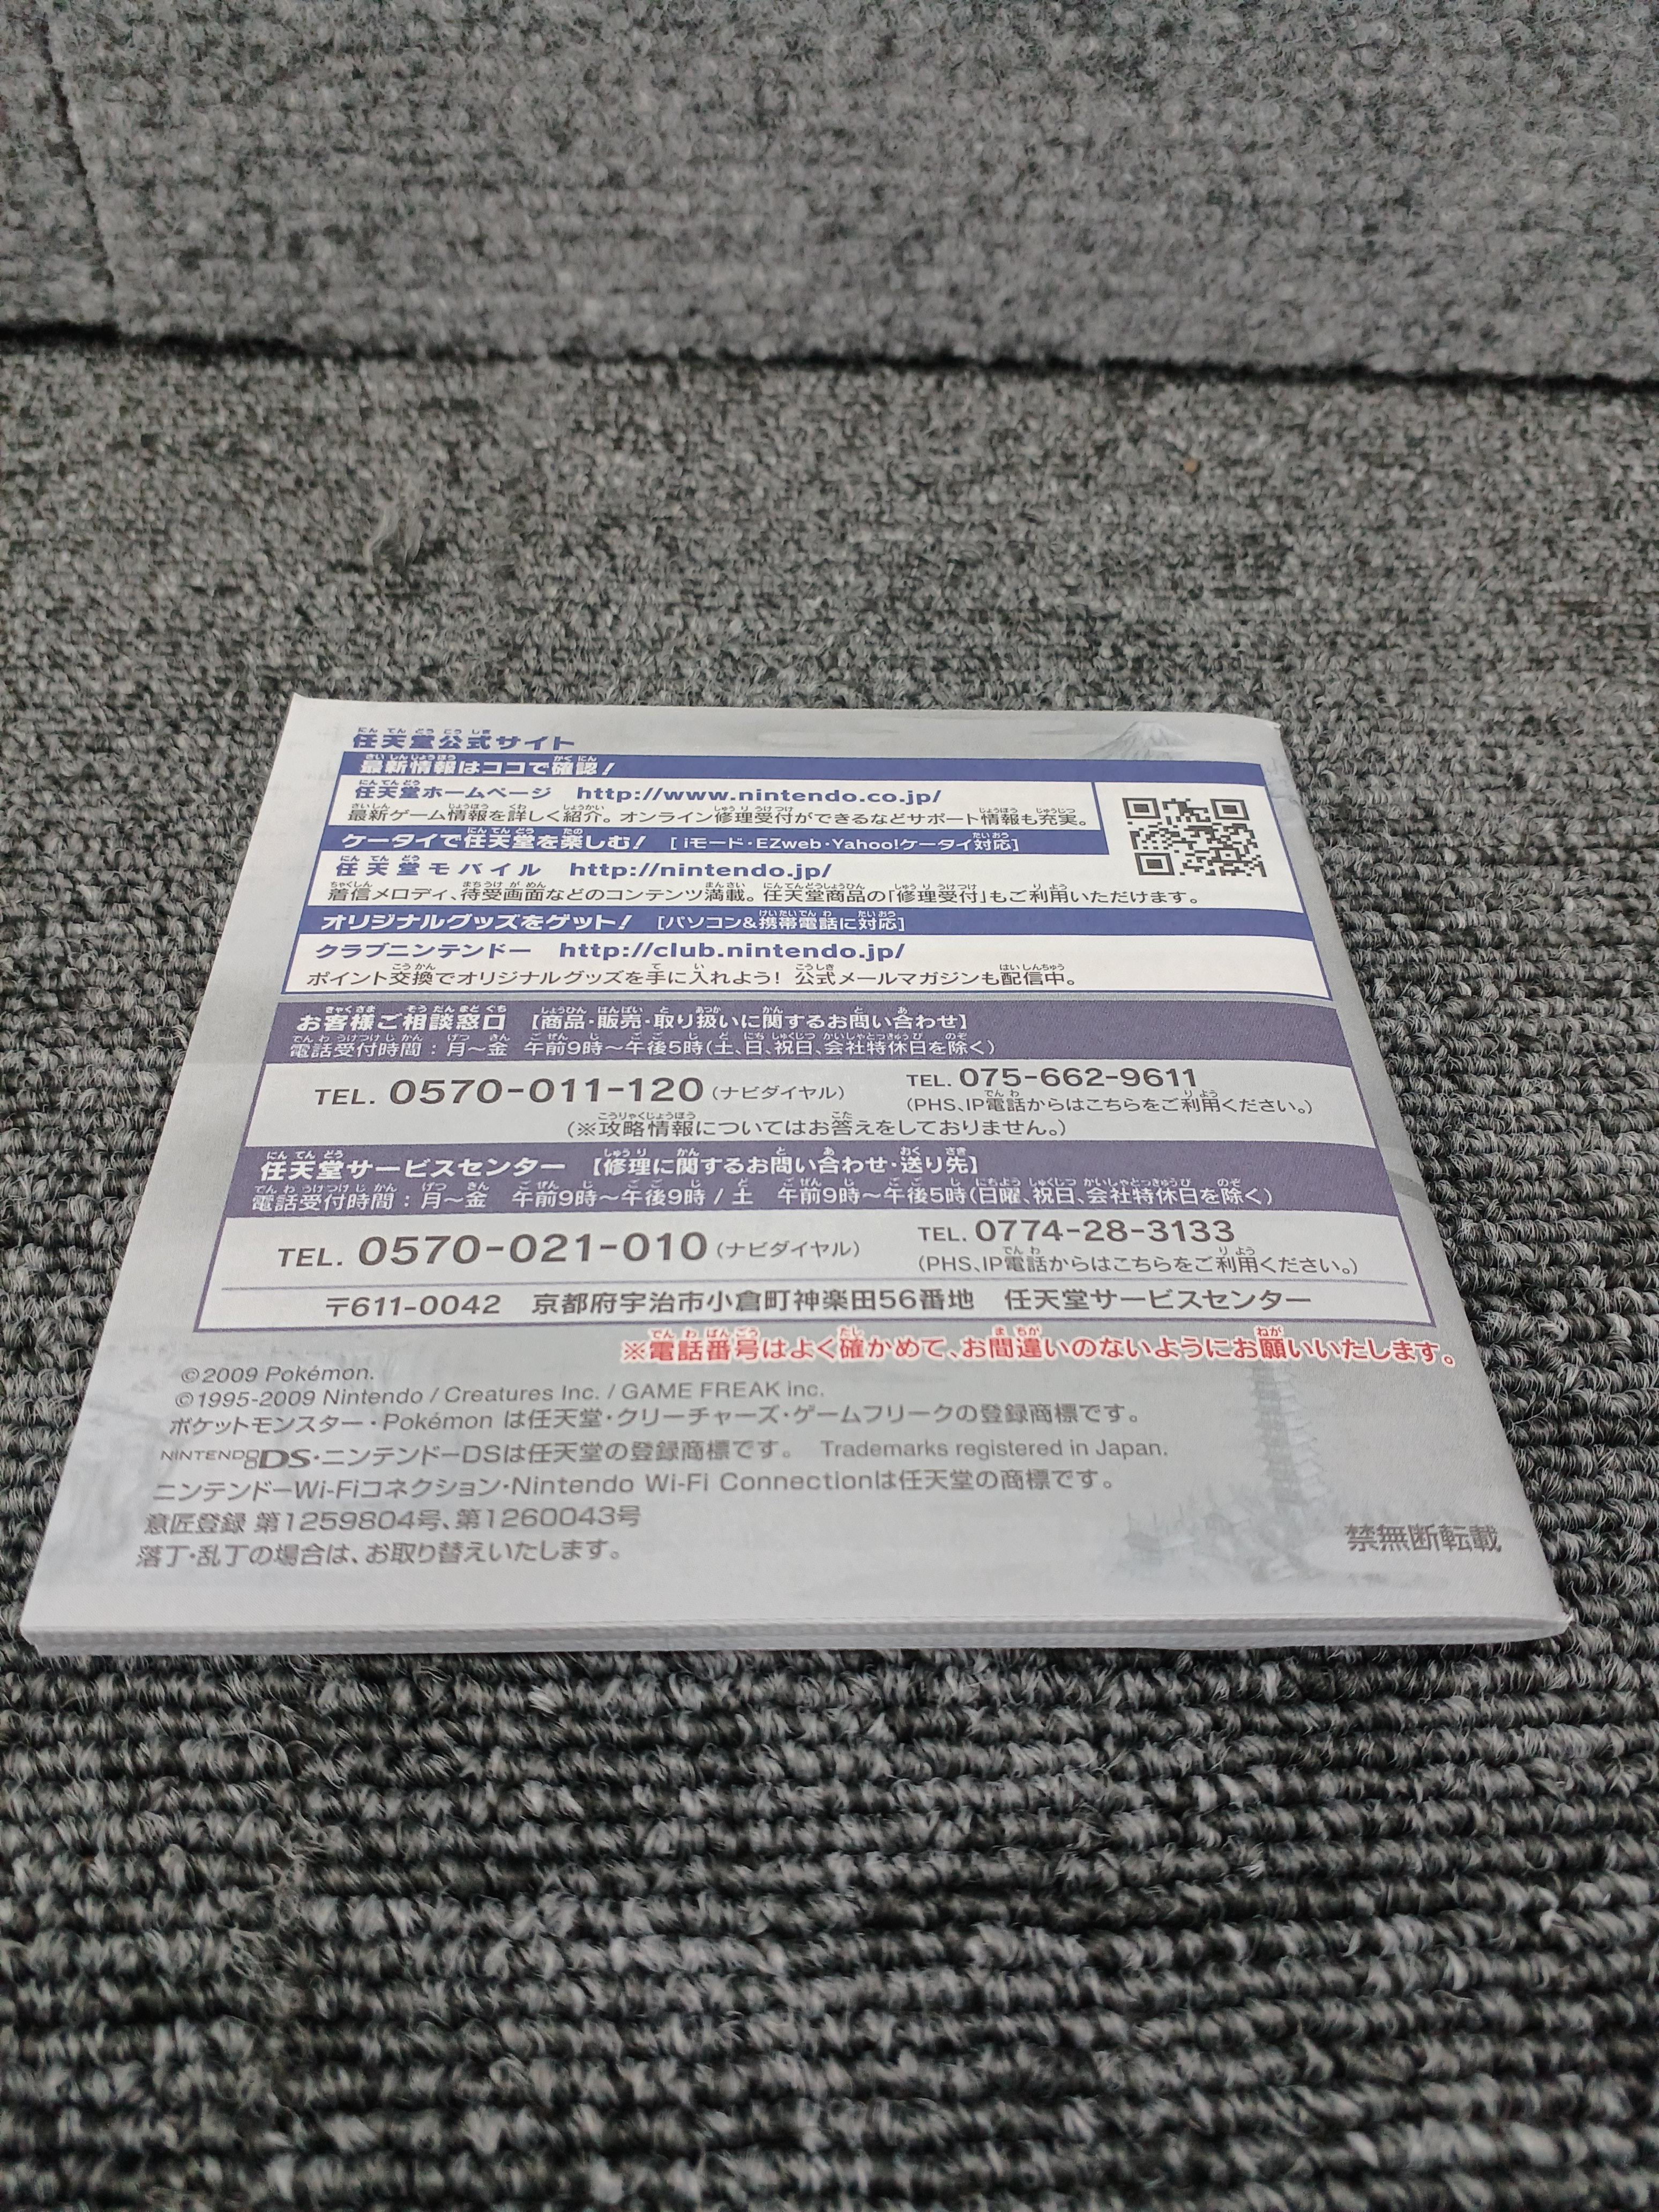 任天堂公式サイト
最新情報はココで確認!
任天堂ホームページ http://www.nintendo.co.jp/
最新ゲーム情報を詳しく紹介。オンライン修理受付ができるなどサポート情報も充実。
ケータイで任天堂を楽しむ! [iモード・EZweb・Yahoo!ケータイ対応]
任天堂モバイル http://nintendo.jp/
着信メロディ、待受画面などのコンテンツ満載。任天堂商品の「修理受付」もご利用いただけます。
オリジナルグッズをゲット! [パソコン&携帯電話に対応]
クラブニンテンドー http://club.nintendo.jp/
ポイント交換でオリジナルグッズを手に入れよう! 公式メールマガジンも配信中。
お客様ご相談窓口 【商品・販売・取り扱いに関するお問い合わせ】
電話受付時間:月〜金 午前9時〜午後5時(土、日、祝日、会社特休日を除く)
TEL. 0570-011-120(ナビダイヤル) TEL. 075-662-9611
(PHS、IP電話からはこちらをご利用ください。)
(※攻略情報についてはお答えをしておりません。)
任天堂サービスセンター 【修理に関するお問い合わせ・送り先】
電話受付時間:月〜金 午前9時〜午後9時 / 土 午前9時〜午後5時(日曜、祝日、会社特休日を除く)
TEL. 0570-021-010(ナビダイヤル) TEL. 0774-28-3133
(PHS、IP電話からはこちらをご利用ください。)
〒611-0042 京都府宇治市小倉町神楽田56番地 任天堂サービスセンター
※電話番号はよく確かめて、お間違いのないようにお願いいたします。
©2009 Pokémon.
©1995-2009 Nintendo / Creatures Inc. / GAME FREAK inc.
ポケットモンスター・Pokémon は任天堂・クリーチャーズ・ゲームフリークの登録商標です。
NINTENDO DS・ニンテンドーDSは任天堂の登録商標です。 Trademarks registered in Japan.
ニンテンドーWi-Fiコネクション・Nintendo Wi-Fi Connectionは任天堂の商標です。
意匠登録 第1259804号、第1260043号
落丁・乱丁の場合は、お取り替えいたします。
禁無断転載